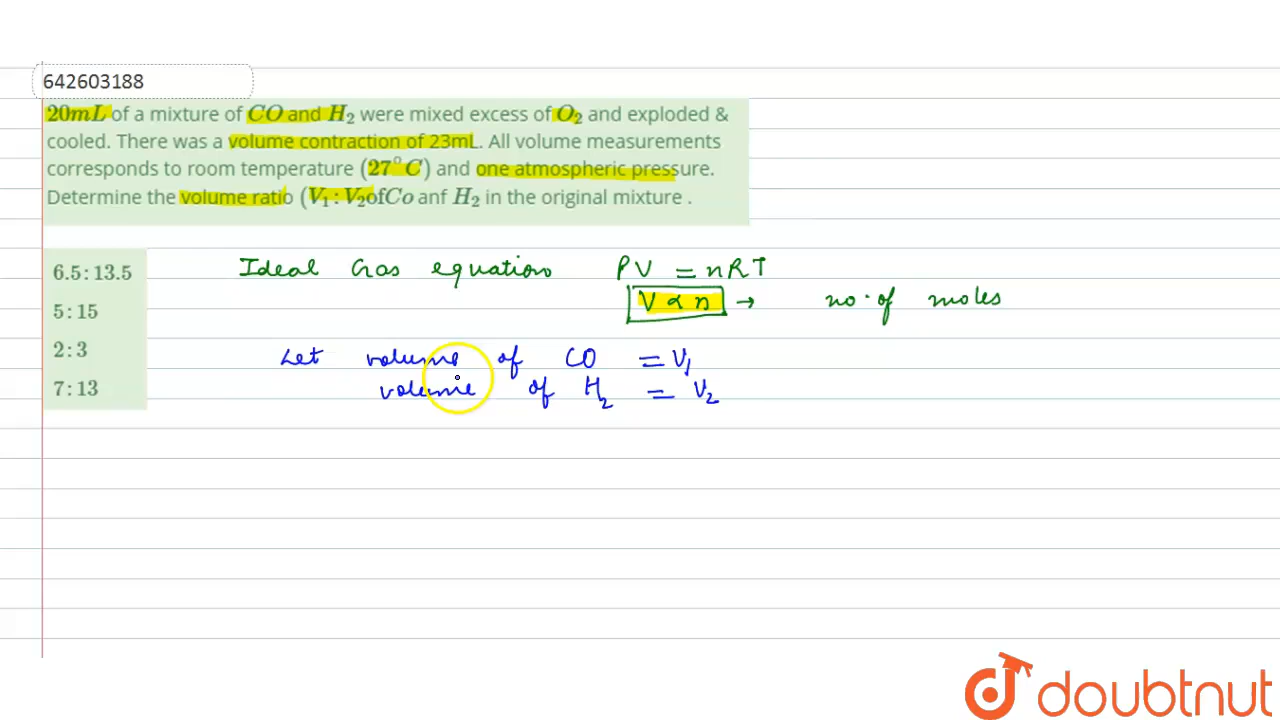 642603188
20mL of a mixture of CO and H₂ were mixed excess of O₂ and exploded &
cooled. There was a volume contraction of 23mL. All volume measurements
corresponds to room temperature (27°C) and one atmospheric pressure.
Determine the volume ratio (V₁ : V₂ofCo anf H₂ in the original mixture .
6.5 : 13.5
5 : 15
2 : 3
7 : 13
Ideal Gas equation PV = nRT
V ∝ n → no. of moles
Let volume of CO = V₁
volume of H₂ = V₂
doubtnut